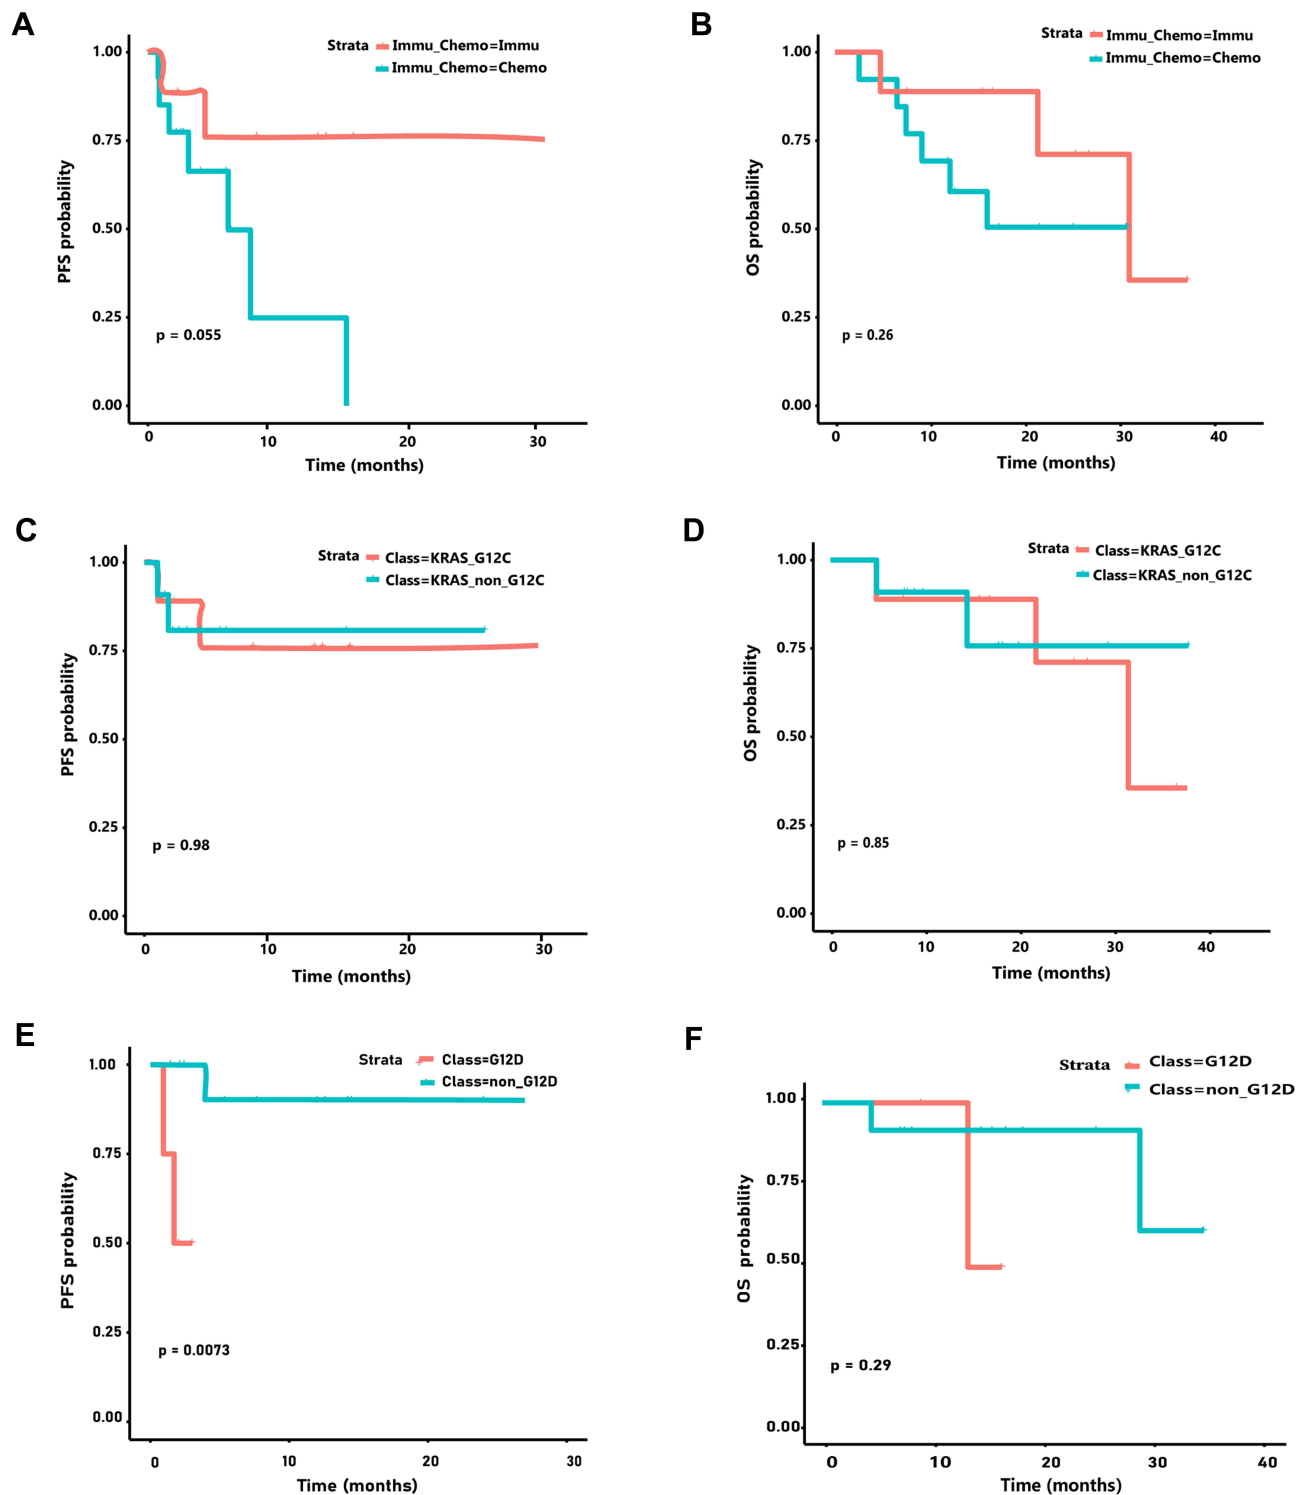 A
Strata Immu_Chemo=Immu
Immu_Chemo=Chemo
1.00
0.75
0.50
0.25
0.00
PFS probability
p = 0.055
0 10 20 30
Time (months)
B
Strata Immu_Chemo=Immu
Immu_Chemo=Chemo
1.00
0.75
0.50
0.25
0.00
OS probability
p = 0.26
0 10 20 30 40
Time (months)
C
Strata Class=KRAS_G12C
Class=KRAS_non_G12C
1.00
0.75
0.50
0.25
0.00
PFS probability
p = 0.98
0 10 20 30
Time (months)
D
Strata Class=KRAS_G12C
Class=KRAS_non_G12C
1.00
0.75
0.50
0.25
0.00
OS probability
p = 0.85
0 10 20 30 40
Time (months)
E
Strata Class=G12D
Class=non_G12D
1.00
0.75
0.50
0.25
0.00
PFS probability
p = 0.0073
0 10 20 30
Time (months)
F
Strata Class=G12D
Class=non_G12D
1.00
0.75
0.50
0.25
0.00
OS probability
p = 0.29
0 10 20 30 40
Time (months)